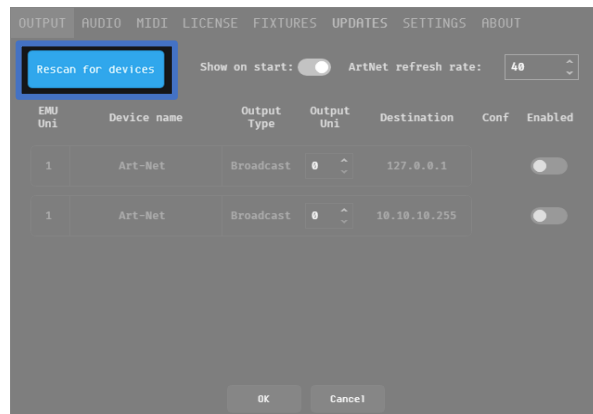 OUTPUT AUDIO MIDI LICENSE FIXTURES UPDATES SETTINGS ABOUT
Rescan for devices Show on start: ArtNet refresh rate: 40
EMU Uni Device name Output Type Output Uni Destination Conf Enabled
1 Art-Net Broadcast 0 127.0.0.1
1 Art-Net Broadcast 0 10.10.10.255
OK Cancel